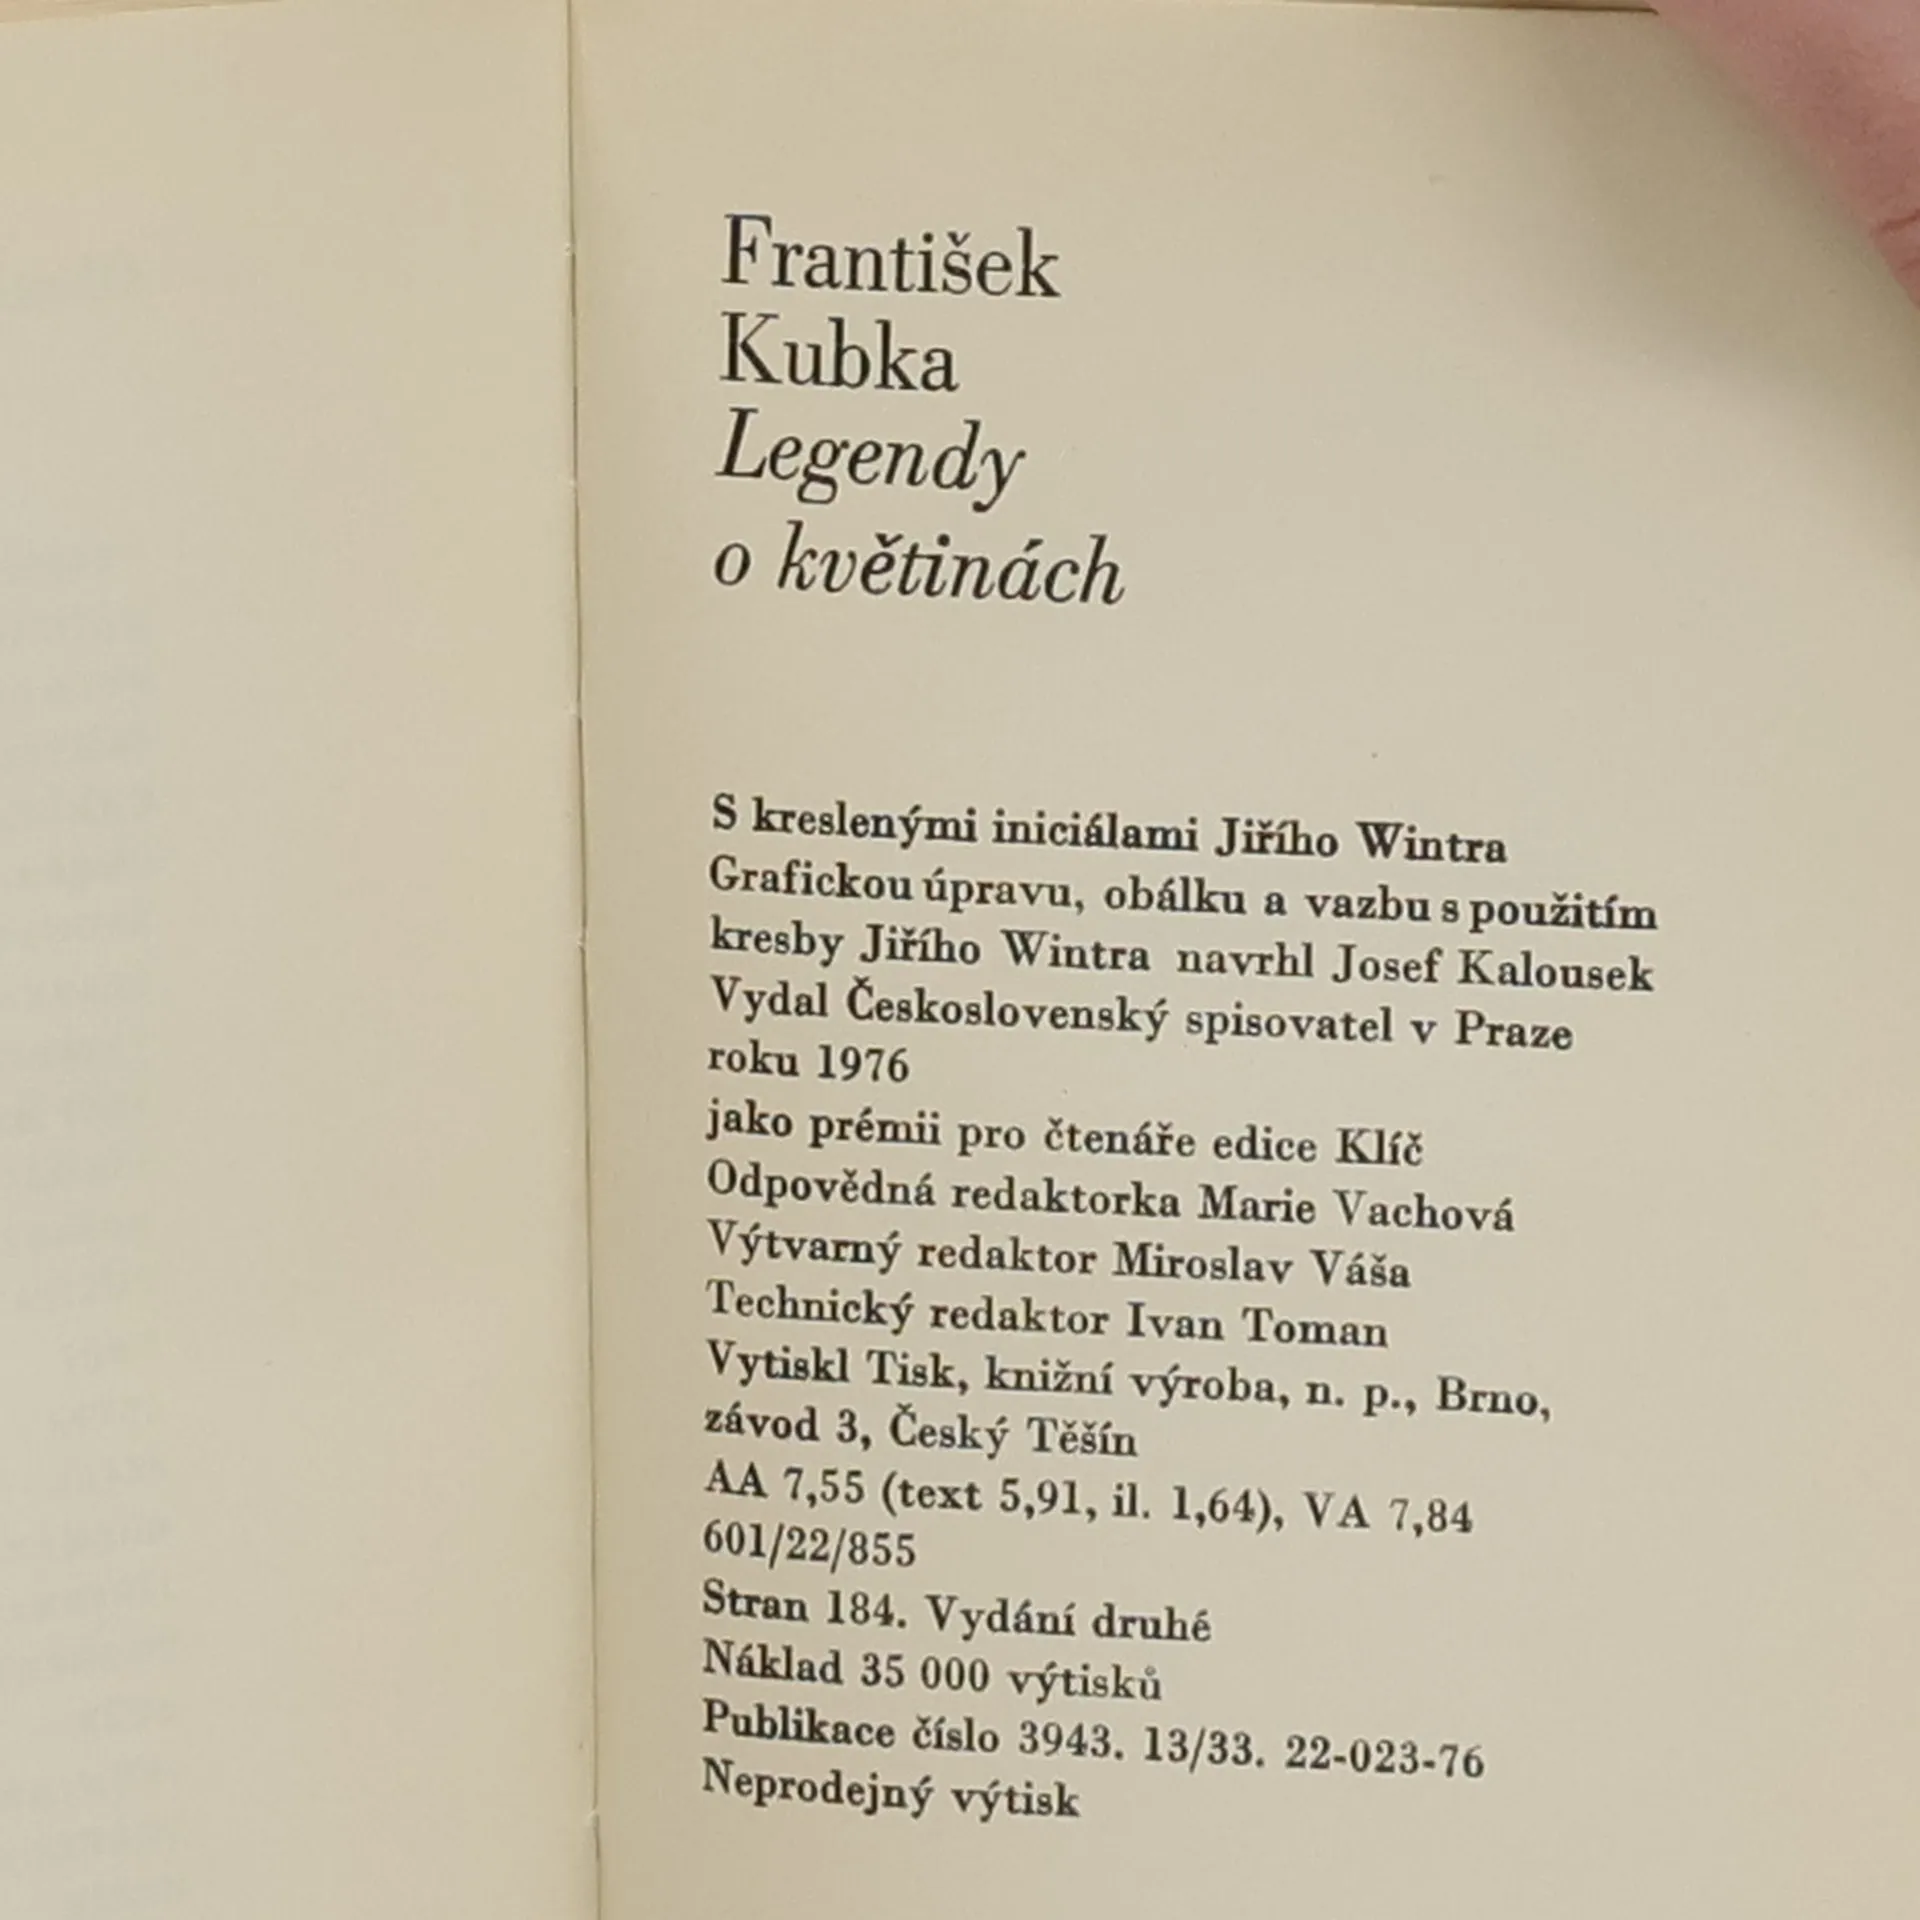 František
Kubka
Legendy
o květinách
S kreslenými iniciálami Jiřího Wintra
Grafickou úpravu, obálku a vazbu s použitím
kresby Jiřího Wintra navrhl Josef Kalousek
Vydal Československý spisovatel v Praze
roku 1976
jako prémii pro čtenáře edice Klíč
Odpovědná redaktorka Marie Vachová
Výtvarný redaktor Miroslav Váša
Technický redaktor Ivan Toman
Vytiskl Tisk, knižní výroba, n. p., Brno,
závod 3, Český Těšín
AA 7,55 (text 5,91, il. 1,64), VA 7,84
601/22/855
Stran 184. Vydání druhé
Náklad 35 000 výtisků
Publikace číslo 3943. 13/33. 22-023-76
Neprodejný výtisk